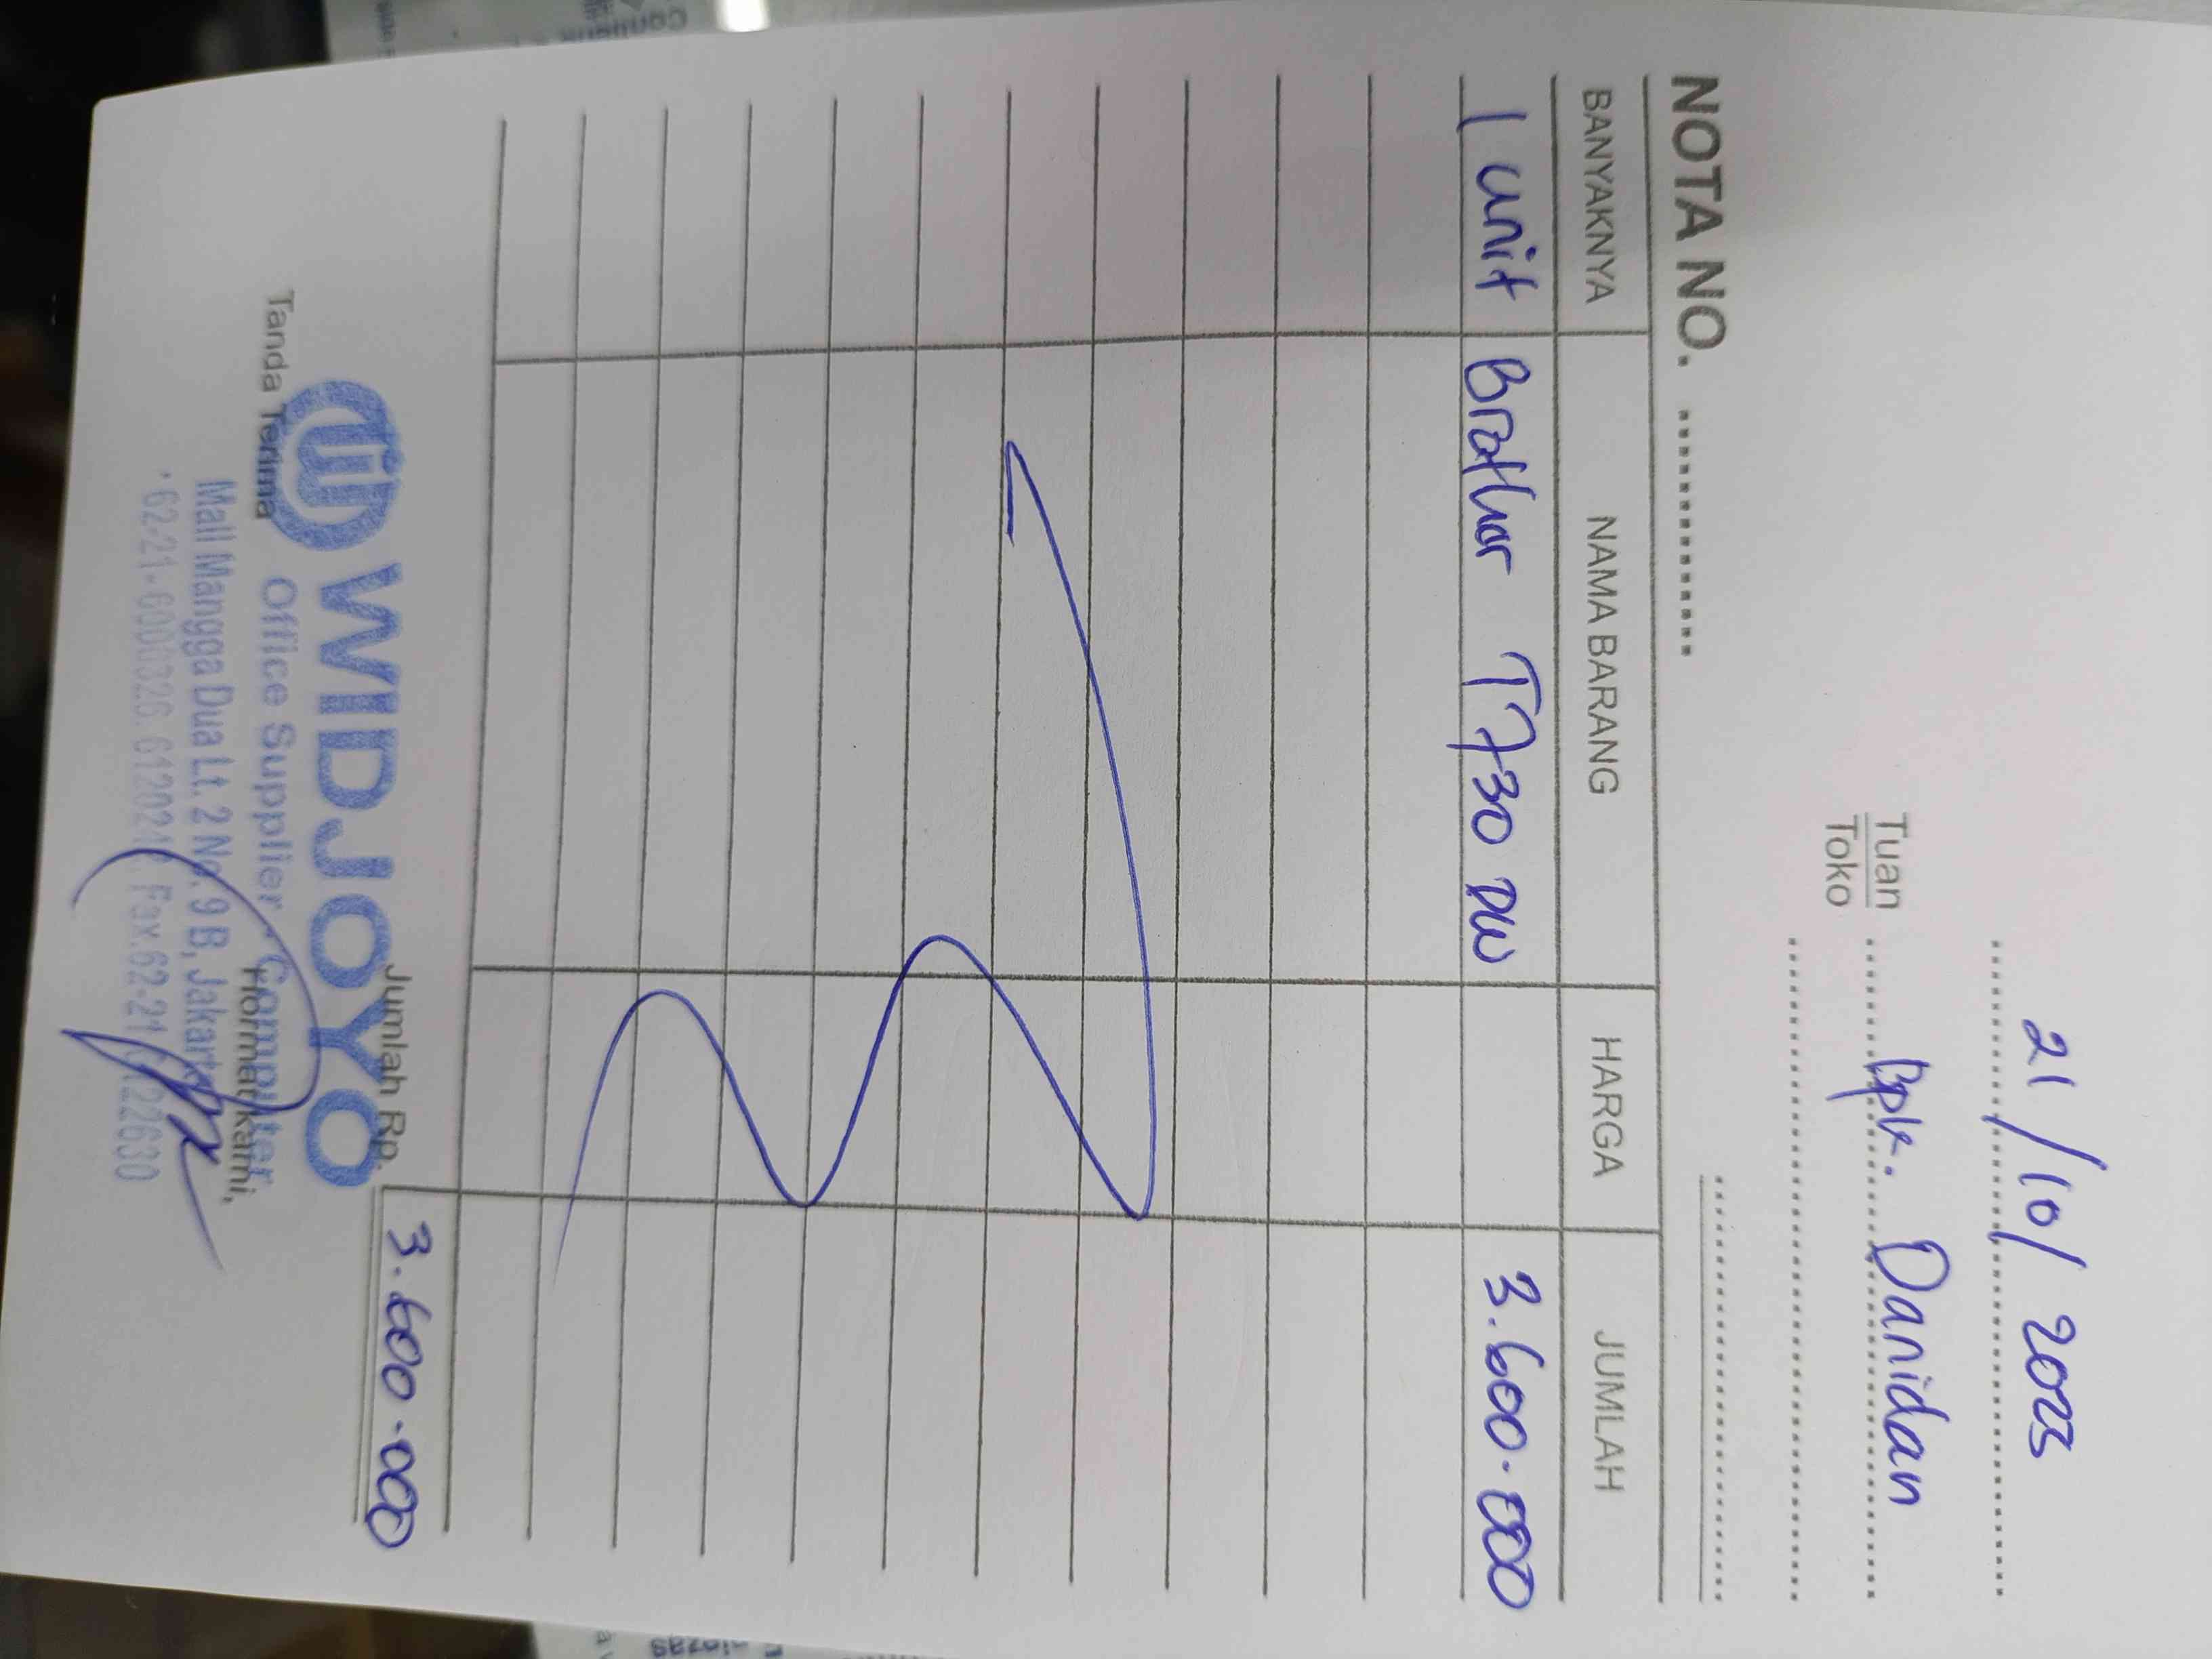 21/10/2023
Tuan
Toko
Bpk. Danidan
NOTA NO.
BANYAKNYA NAMA BARANG HARGA JUMLAH
1 unit Brother T730 DW 3.600.000
Jumlah Rp. 3.600.000
WIDJOYO
Tanda Terima
Hormat kami,
Office Supplier, Computer
Mall Mangga Dua Lt. 2 No. 9 B, Jakarta